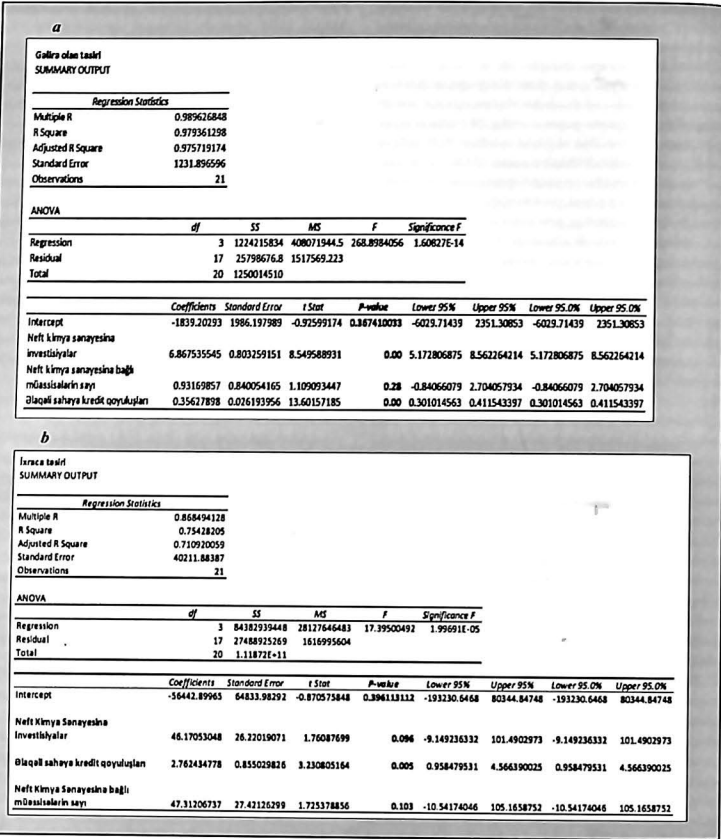 a
Gəlirə olan təsiri
SUMMARY OUTPUT
Regression Statistics
Multiple R 0.989626848
R Square 0.979361298
Adjusted R Square 0.975719174
Standard Error 1231.896596
Observations 21
ANOVA
df SS MS F Significance F
Regression 3 1224215834 408071944.5 268.8984056 1.60827E-14
Residual 17 25798676.8 1517569.223
Total 20 1250014510
Coefficients Standard Error t Stat P-value Lower 95% Upper 95% Lower 95.0% Upper 95.0%
Intercept -1839.20293 1986.197989 -0.92599174 0.367410033 -6029.71439 2351.30853 -6029.71439 2351.30853
Neft kimya sənayesinə
investisiyalar 6.867535545 0.803259151 8.549588931 0.00 5.172806875 8.562264214 5.172806875 8.562264214
Neft kimya sənayesinə bağlı
müəssisələrin sayı 0.93169857 0.840054165 1.109093447 0.28 -0.84066079 2.704057934 -0.84066079 2.704057934
Əlaqəli sahəyə kredit qoyuluşları 0.35627898 0.026193956 13.60157185 0.00 0.301014563 0.411543397 0.301014563 0.411543397
b
İxraca təsiri
SUMMARY OUTPUT
Regression Statistics
Multiple R 0.868494128
R Square 0.75428205
Adjusted R Square 0.710920059
Standard Error 40211.88387
Observations 21
ANOVA
df SS MS F Significance F
Regression 3 84382939448 28127646483 17.39500492 1.99691E-05
Residual 17 27488925269 1616995604
Total 20 1.11872E+11
Coefficients Standard Error t Stat P-value Lower 95% Upper 95% Lower 95.0% Upper 95.0%
Intercept -56442.89965 64833.98292 -0.870575848 0.396113112 -193230.6468 80344.84748 -193230.6468 80344.84748
Neft Kimya Sənayesinə
Investisiyalar 46.17053048 26.22019071 1.76087699 0.096 -9.149236332 101.4902973 -9.149236332 101.4902973
Əlaqəli sahəyə kredit qoyuluşları 2.762434778 0.855029826 3.230805164 0.005 0.958479531 4.566390025 0.958479531 4.566390025
Neft Kimya Sənayesinə bağlı
müəssisələrin sayı 47.31206737 27.42126299 1.725378856 0.103 -10.54174046 105.1658752 -10.54174046 105.1658752